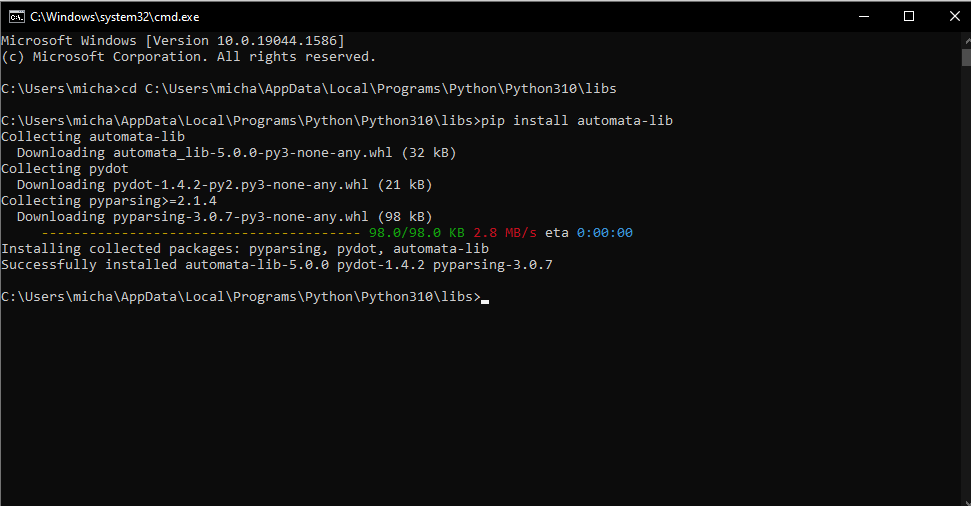 C:\Windows\system32\cmd.exe
Microsoft Windows [Version 10.0.19044.1586]
(c) Microsoft Corporation. All rights reserved.
C:\Users\micha>cd C:\Users\micha\AppData\Local\Programs\Python\Python310\libs
C:\Users\micha\AppData\Local\Programs\Python\Python310\libs>pip install automata-lib
Collecting automata-lib
  Downloading automata_lib-5.0.0-py3-none-any.whl (32 kB)
Collecting pydot
  Downloading pydot-1.4.2-py2.py3-none-any.whl (21 kB)
Collecting pyparsing>=2.1.4
  Downloading pyparsing-3.0.7-py3-none-any.whl (98 kB)
     ---------------------------------------- 98.0/98.0 KB 2.8 MB/s eta 0:00:00
Installing collected packages: pyparsing, pydot, automata-lib
Successfully installed automata-lib-5.0.0 pydot-1.4.2 pyparsing-3.0.7
C:\Users\micha\AppData\Local\Programs\Python\Python310\libs>